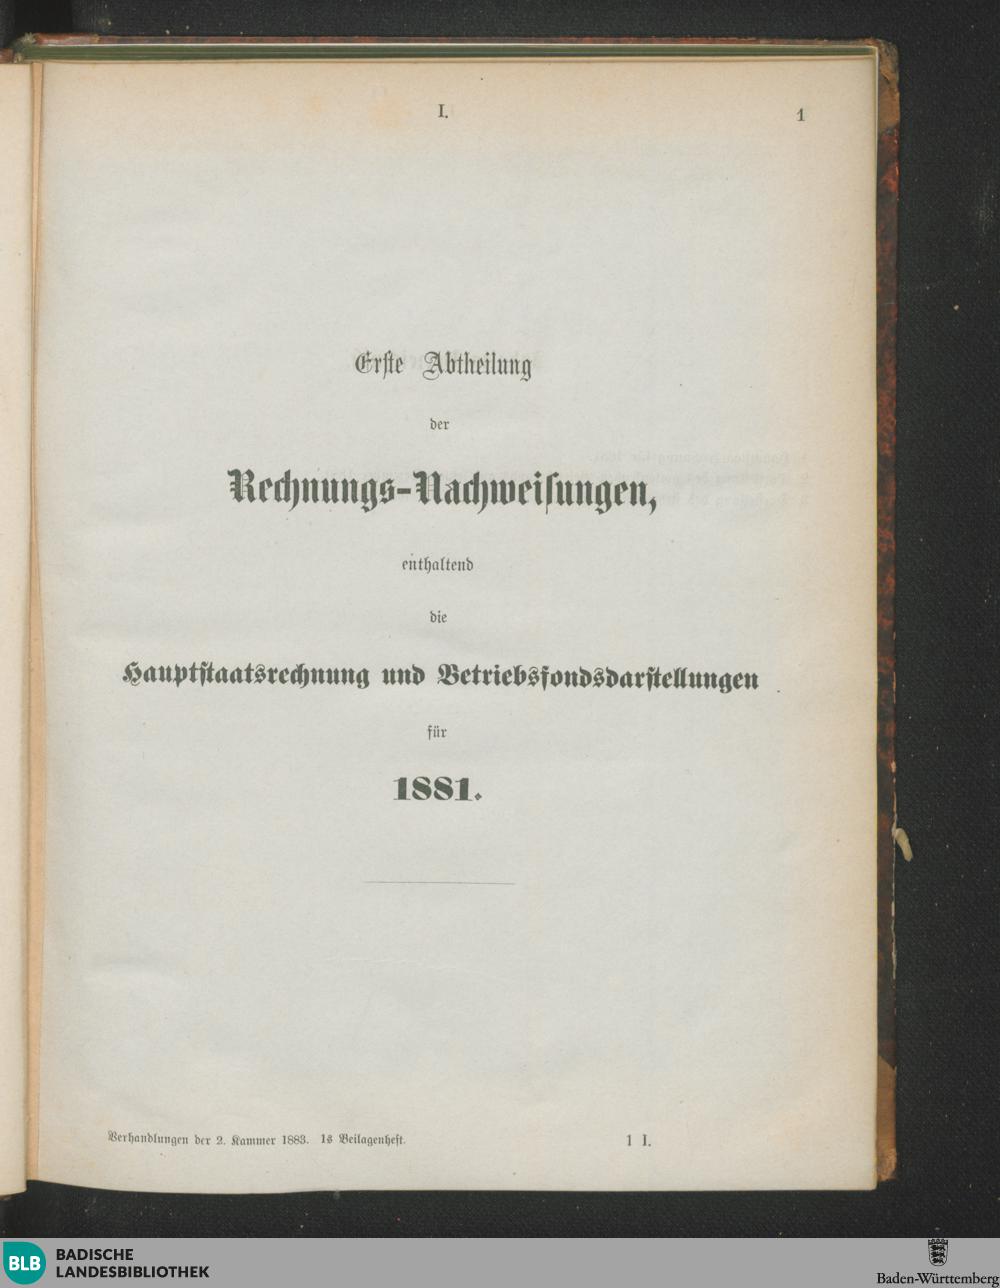 I.
1
Erste Abtheilung
der
Rechnungs-Nachweisungen,
enthaltend
die
Hauptstaatsrechnung und Betriebsfondsdarstellungen
für
1881.
Verhandlungen der 2. Kammer 1883. 1s Beilagenheft.
1 I.
BLB
BADISCHE
LANDESBIBLIOTHEK
Baden-Württemberg